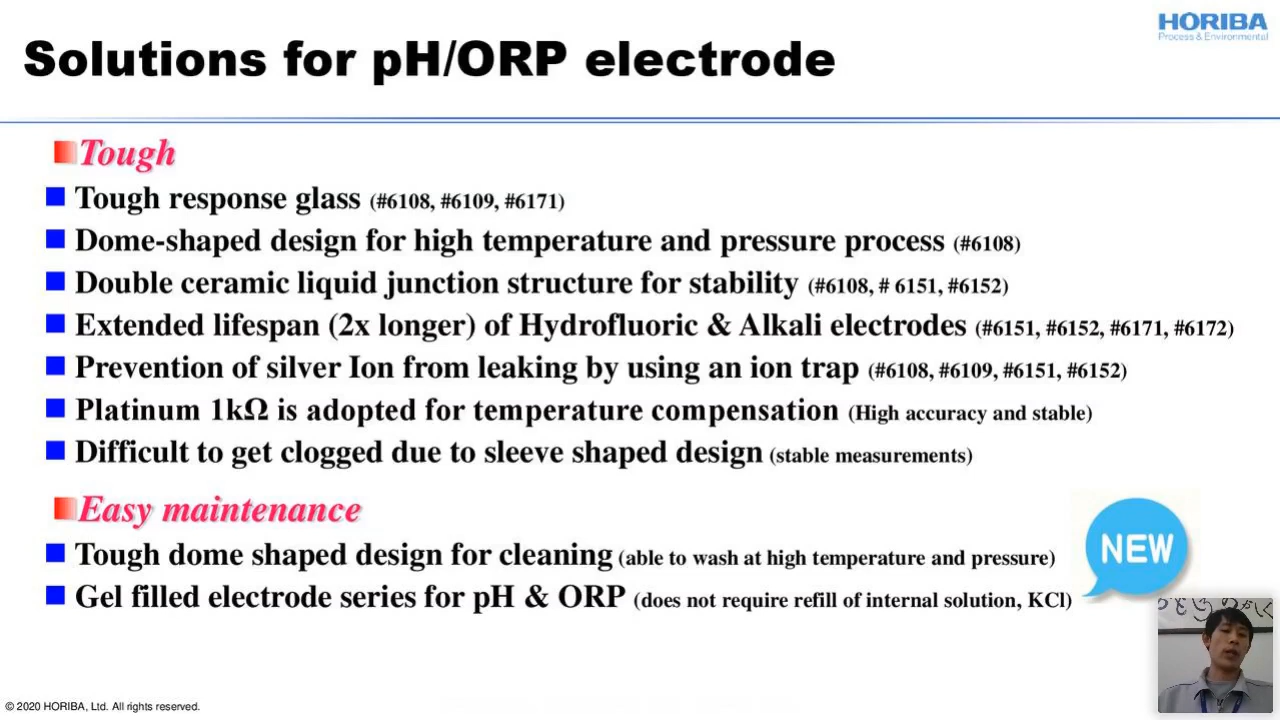 HORIBA
Process & Environmental
Solutions for pH/ORP electrode
Tough
Tough response glass (#6108, #6109, #6171)
Dome-shaped design for high temperature and pressure process (#6108)
Double ceramic liquid junction structure for stability (#6108, # 6151, #6152)
Extended lifespan (2x longer) of Hydrofluoric & Alkali electrodes (#6151, #6152, #6171, #6172)
Prevention of silver Ion from leaking by using an ion trap (#6108, #6109, #6151, #6152)
Platinum 1kΩ is adopted for temperature compensation (High accuracy and stable)
Difficult to get clogged due to sleeve shaped design (stable measurements)
Easy maintenance
Tough dome shaped design for cleaning (able to wash at high temperature and pressure)
NEW
Gel filled electrode series for pH & ORP (does not require refill of internal solution, KCl)
© 2020 HORIBA, Ltd. All rights reserved.